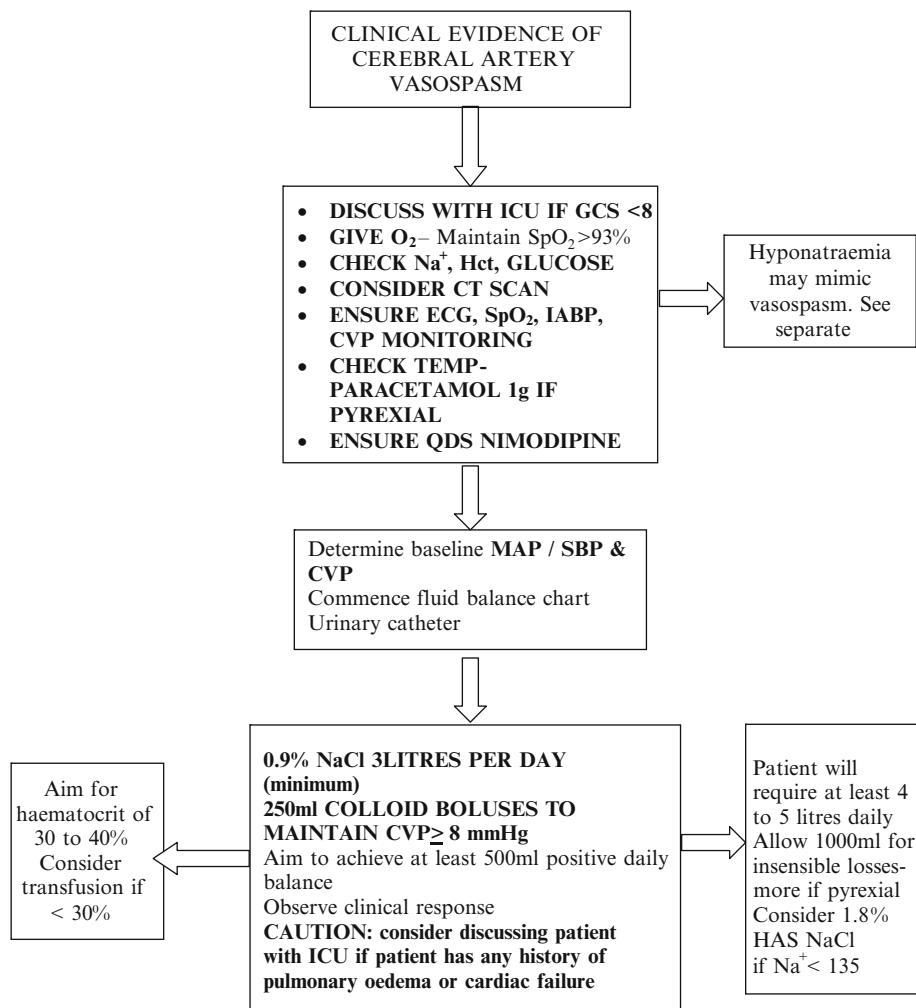 CLINICAL EVIDENCE OF
CEREBRAL ARTERY
VASOSPASM
• DISCUSS WITH ICU IF GCS <8
• GIVE O₂– Maintain SpO₂>93%
• CHECK Na⁺, Hct, GLUCOSE
• CONSIDER CT SCAN
• ENSURE ECG, SpO₂, IABP,
CVP MONITORING
• CHECK TEMP-
PARACETAMOL 1g IF
PYREXIAL
• ENSURE QDS NIMODIPINE
Hyponatraemia
may mimic
vasospasm. See
separate
Determine baseline MAP / SBP &
CVP
Commence fluid balance chart
Urinary catheter
Aim for
haematocrit of
30 to 40%
Consider
transfusion if
< 30%
0.9% NaCl 3LITRES PER DAY
(minimum)
250ml COLLOID BOLUSES TO
MAINTAIN CVP≥ 8 mmHg
Aim to achieve at least 500ml positive daily
balance
Observe clinical response
CAUTION: consider discussing patient
with ICU if patient has any history of
pulmonary oedema or cardiac failure
Patient will
require at least 4
to 5 litres daily
Allow 1000ml for
insensible losses-
more if pyrexial
Consider 1.8%
HAS NaCl
if Na⁺< 135